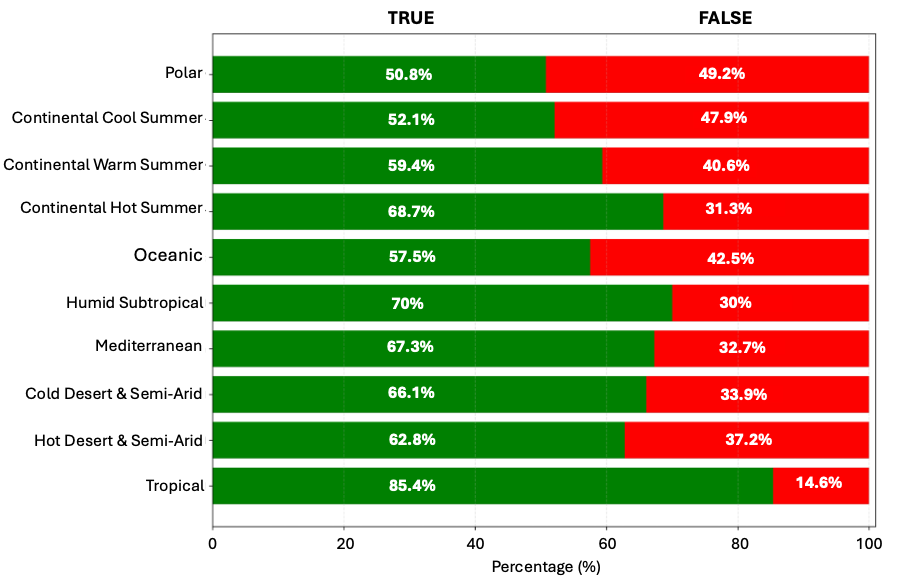 TRUE FALSE
Polar 50.8% 49.2%
Continental Cool Summer 52.1% 47.9%
Continental Warm Summer 59.4% 40.6%
Continental Hot Summer 68.7% 31.3%
Oceanic 57.5% 42.5%
Humid Subtropical 70% 30%
Mediterranean 67.3% 32.7%
Cold Desert & Semi-Arid 66.1% 33.9%
Hot Desert & Semi-Arid 62.8% 37.2%
Tropical 85.4% 14.6%
0 20 40 60 80 100
Percentage (%)